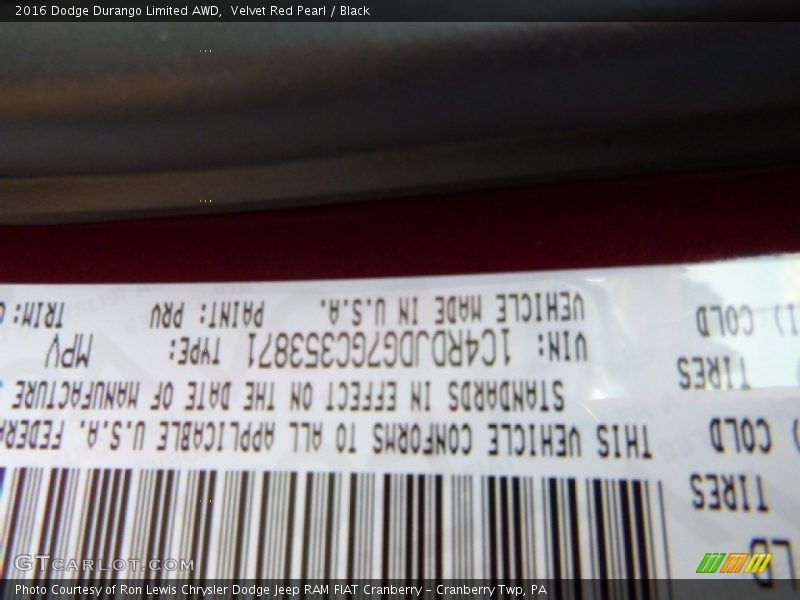 2016 Dodge Durango Limited AWD, Velvet Red Pearl / Black
THIS VEHICLE CONFORMS TO ALL APPLICABLE U.S.A. FEDERA
STANDARDS IN EFFECT ON THE DATE OF MANUFACTURE
VIN: 1C4RDJDG7GC353871 TYPE: MPV
VEHICLE MADE IN U.S.A. PAINT: PRV TRIM:
TIRES
COLD
TIRES
COLD
GTcarlot.com
Photo Courtesy of Ron Lewis Chrysler Dodge Jeep RAM FIAT Cranberry - Cranberry Twp, PA